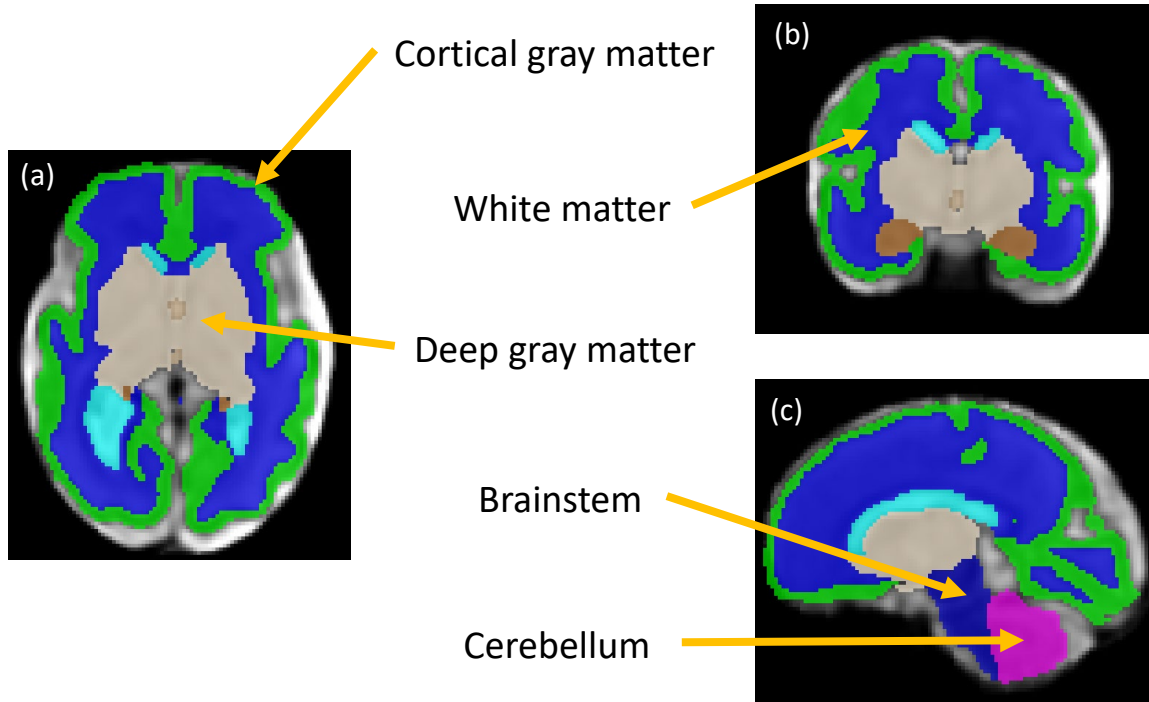 Cortical gray matter
(b)
(a)
White matter
Deep gray matter
(c)
Brainstem
Cerebellum